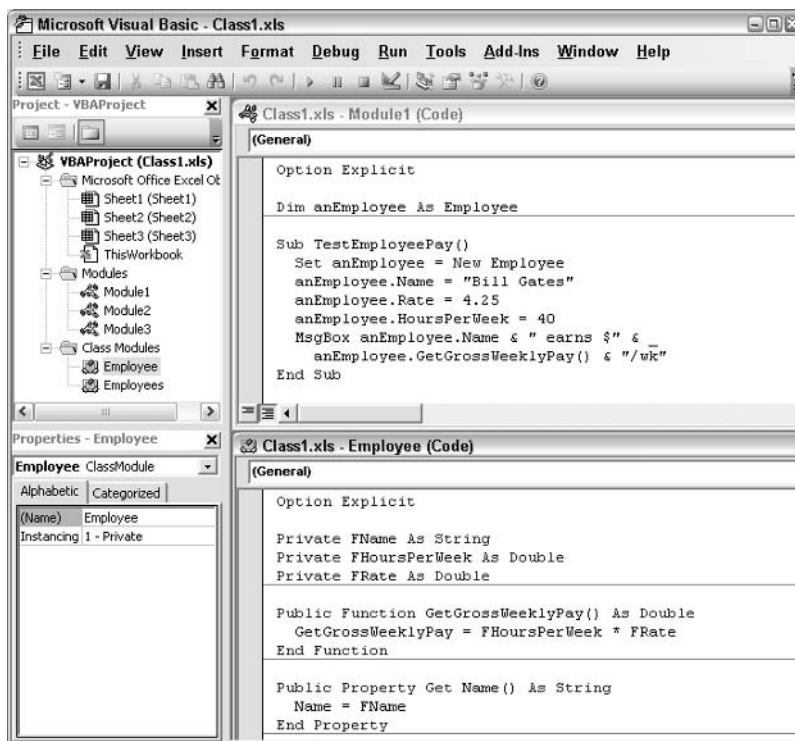 Microsoft Visual Basic - Class1.xls
File Edit View Insert Format Debug Run Tools Add-Ins Window Help
Project - VBAProject
VBAProject (Class1.xls)
Microsoft Office Excel Ob
Sheet1 (Sheet1)
Sheet2 (Sheet2)
Sheet3 (Sheet3)
ThisWorkbook
Modules
Module1
Module2
Module3
Class Modules
Employee
Employees
Properties - Employee
Employee ClassModule
Alphabetic Categorized
(Name) Employee
Instancing 1 - Private
Class1.xls - Module1 (Code)
(General)
Option Explicit
Dim anEmployee As Employee
Sub TestEmployeePay()
Set anEmployee = New Employee
anEmployee.Name = "Bill Gates"
anEmployee.Rate = 4.25
anEmployee.HoursPerWeek = 40
MsgBox anEmployee.Name & " earns $" & _
anEmployee.GetGrossWeeklyPay() & "/wk"
End Sub
Class1.xls - Employee (Code)
(General)
Option Explicit
Private FName As String
Private FHoursPerWeek As Double
Private FRate As Double
Public Function GetGrossWeeklyPay() As Double
GetGrossWeeklyPay = FHoursPerWeek * FRate
End Function
Public Property Get Name() As String
Name = FName
End Property